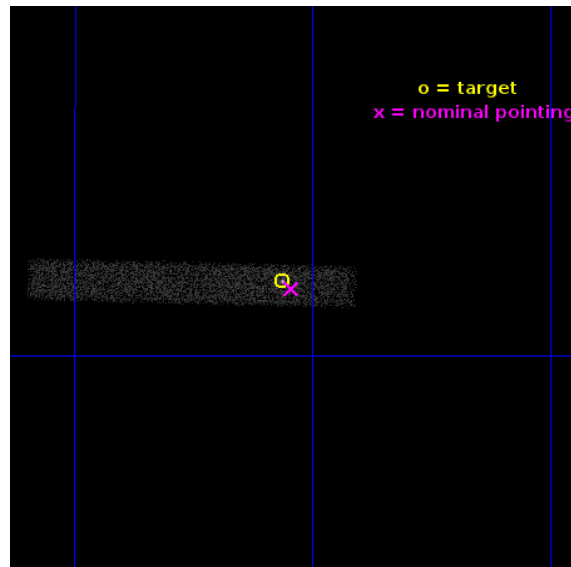 o = target
x = nominal pointing